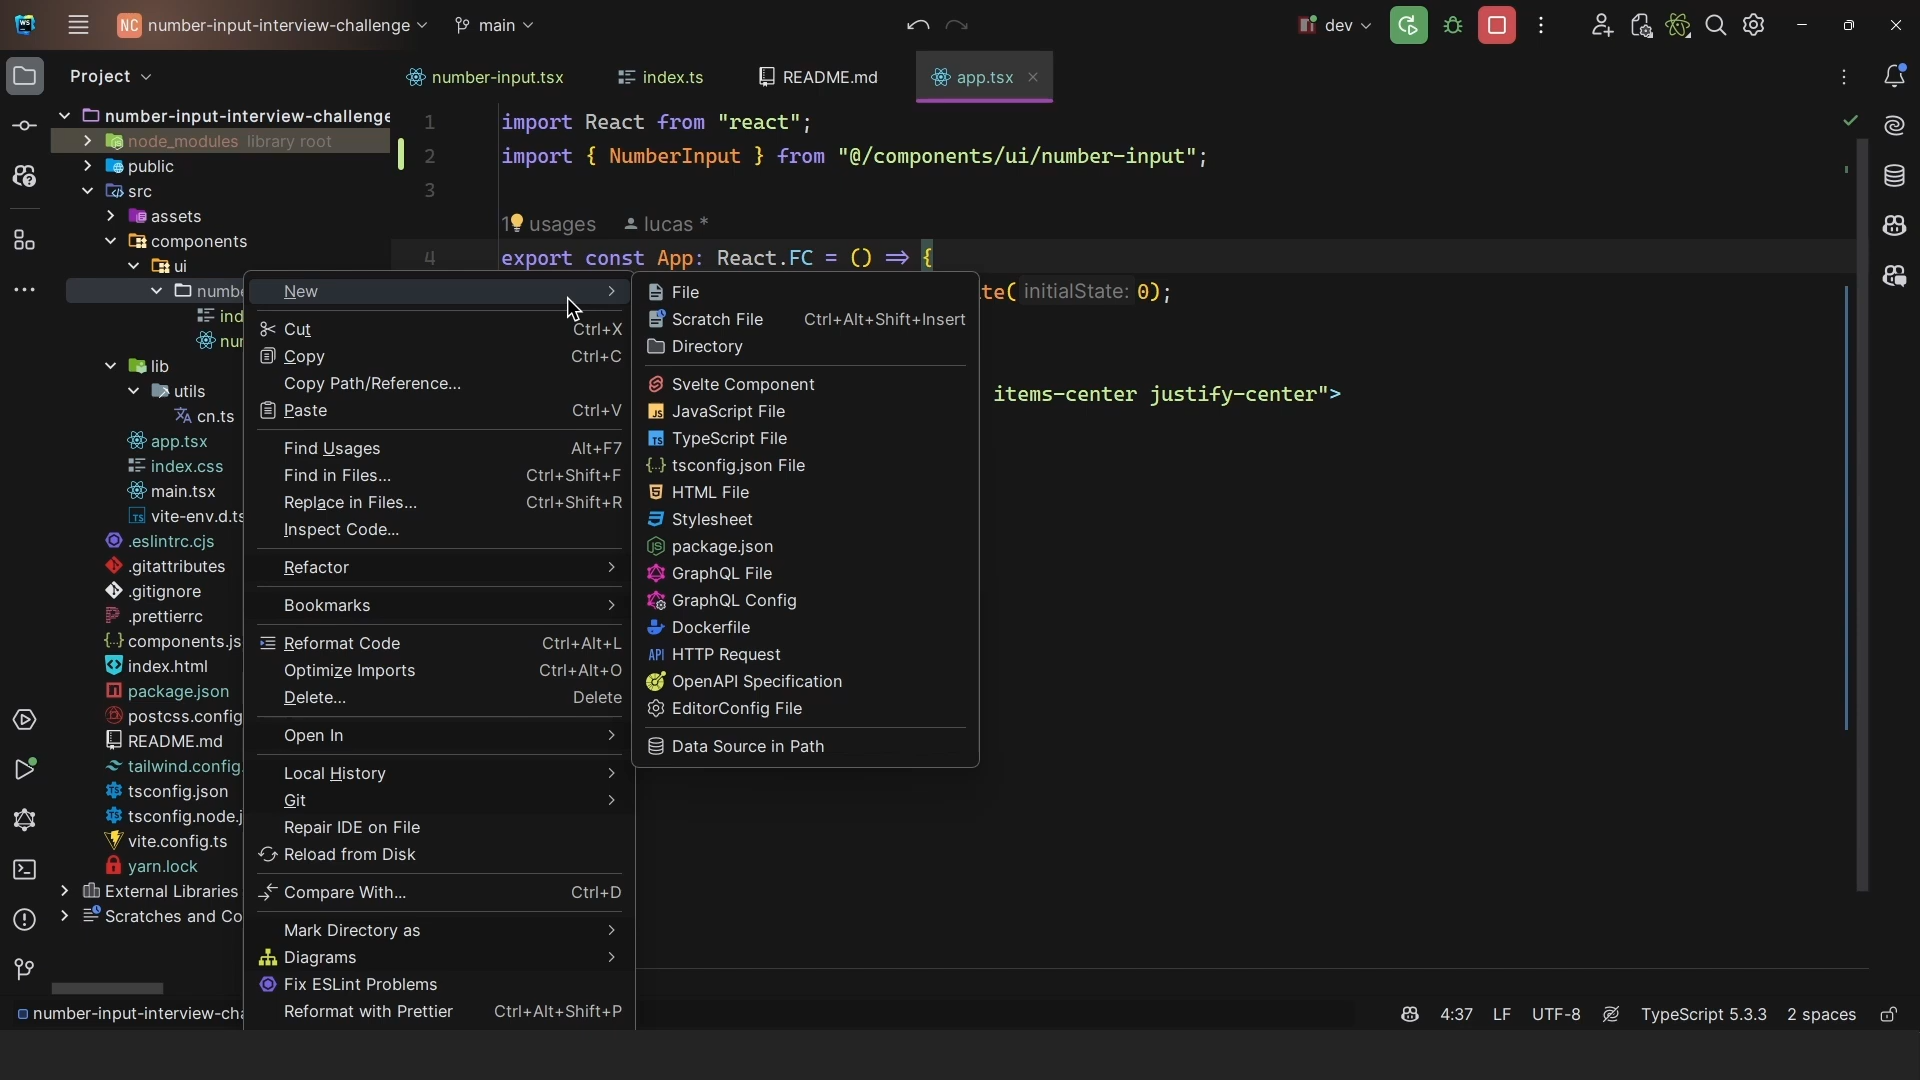 WS
NC number-input-interview-challenge
main
dev
Project
number-input.tsx
index.ts
README.md
app.tsx
number-input-interview-challenge
node_modules library root
public
src
assets
components
ui
numbe
ind
nur
lib
utils
cn.ts
app.tsx
index.css
main.tsx
TS vite-env.d.ts
.eslintrc.cjs
.gitattributes
.gitignore
.prettierrc
components.js
index.html
package.json
postcss.config
README.md
tailwind.config.
tsconfig.json
tsconfig.node.j
vite.config.ts
yarn.lock
External Libraries
Scratches and Co
number-input-interview-cha
1 import React from "react";
2 import { NumberInput } from "@/components/ui/number-input";
3
1 usages lucas *
4 export const App: React.FC = () => {
te( initialState: 0);
items-center justify-center">
New
Cut Ctrl+X
Copy Ctrl+C
Copy Path/Reference...
Paste Ctrl+V
Find Usages Alt+F7
Find in Files... Ctrl+Shift+F
Replace in Files... Ctrl+Shift+R
Inspect Code...
Refactor
Bookmarks
Reformat Code Ctrl+Alt+L
Optimize Imports Ctrl+Alt+O
Delete... Delete
Open In
Local History
Git
Repair IDE on File
Reload from Disk
Compare With... Ctrl+D
Mark Directory as
Diagrams
Fix ESLint Problems
Reformat with Prettier Ctrl+Alt+Shift+P
File
Scratch File Ctrl+Alt+Shift+Insert
Directory
Svelte Component
JS JavaScript File
TS TypeScript File
tsconfig.json File
HTML File
Stylesheet
package.json
GraphQL File
GraphQL Config
Dockerfile
API HTTP Request
OpenAPI Specification
EditorConfig File
Data Source in Path
4:37
LF
UTF-8
TypeScript 5.3.3
2 spaces